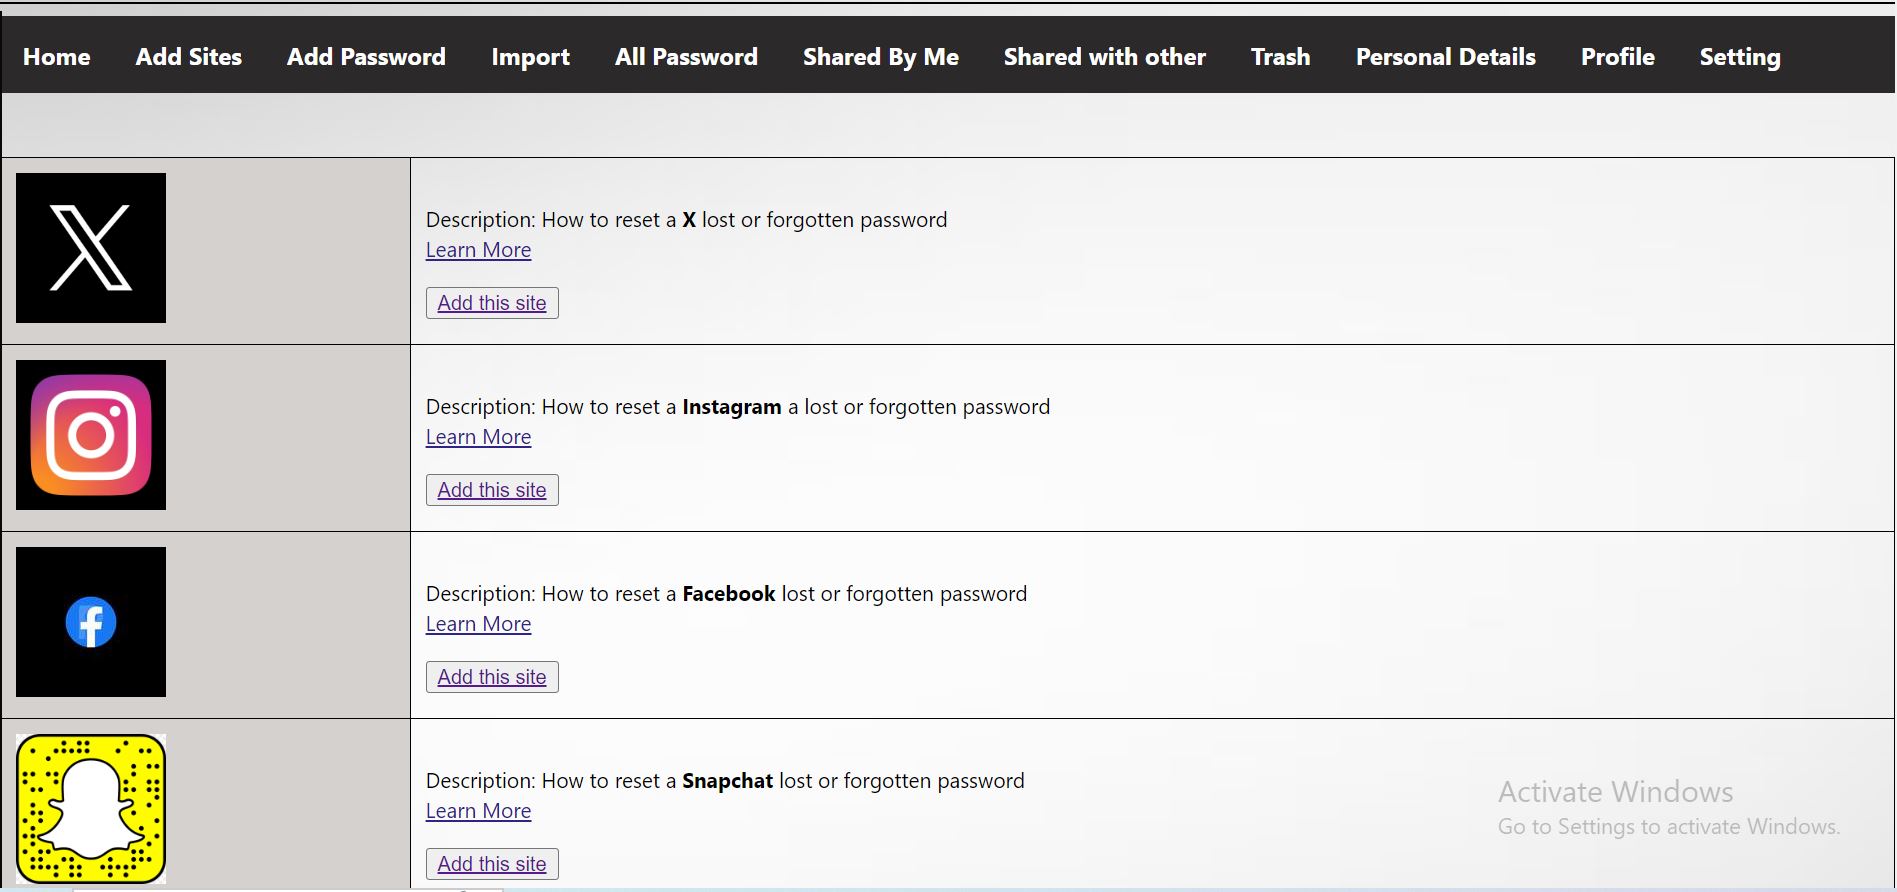 Home Add Sites Add Password Import All Password Shared By Me Shared with other Trash Personal Details Profile Setting
Description: How to reset a X lost or forgotten password
Learn More
Add this site
Description: How to reset a Instagram a lost or forgotten password
Learn More
Add this site
Description: How to reset a Facebook lost or forgotten password
Learn More
Add this site
Description: How to reset a Snapchat lost or forgotten password
Learn More
Add this site
Activate Windows
Go to Settings to activate Windows.